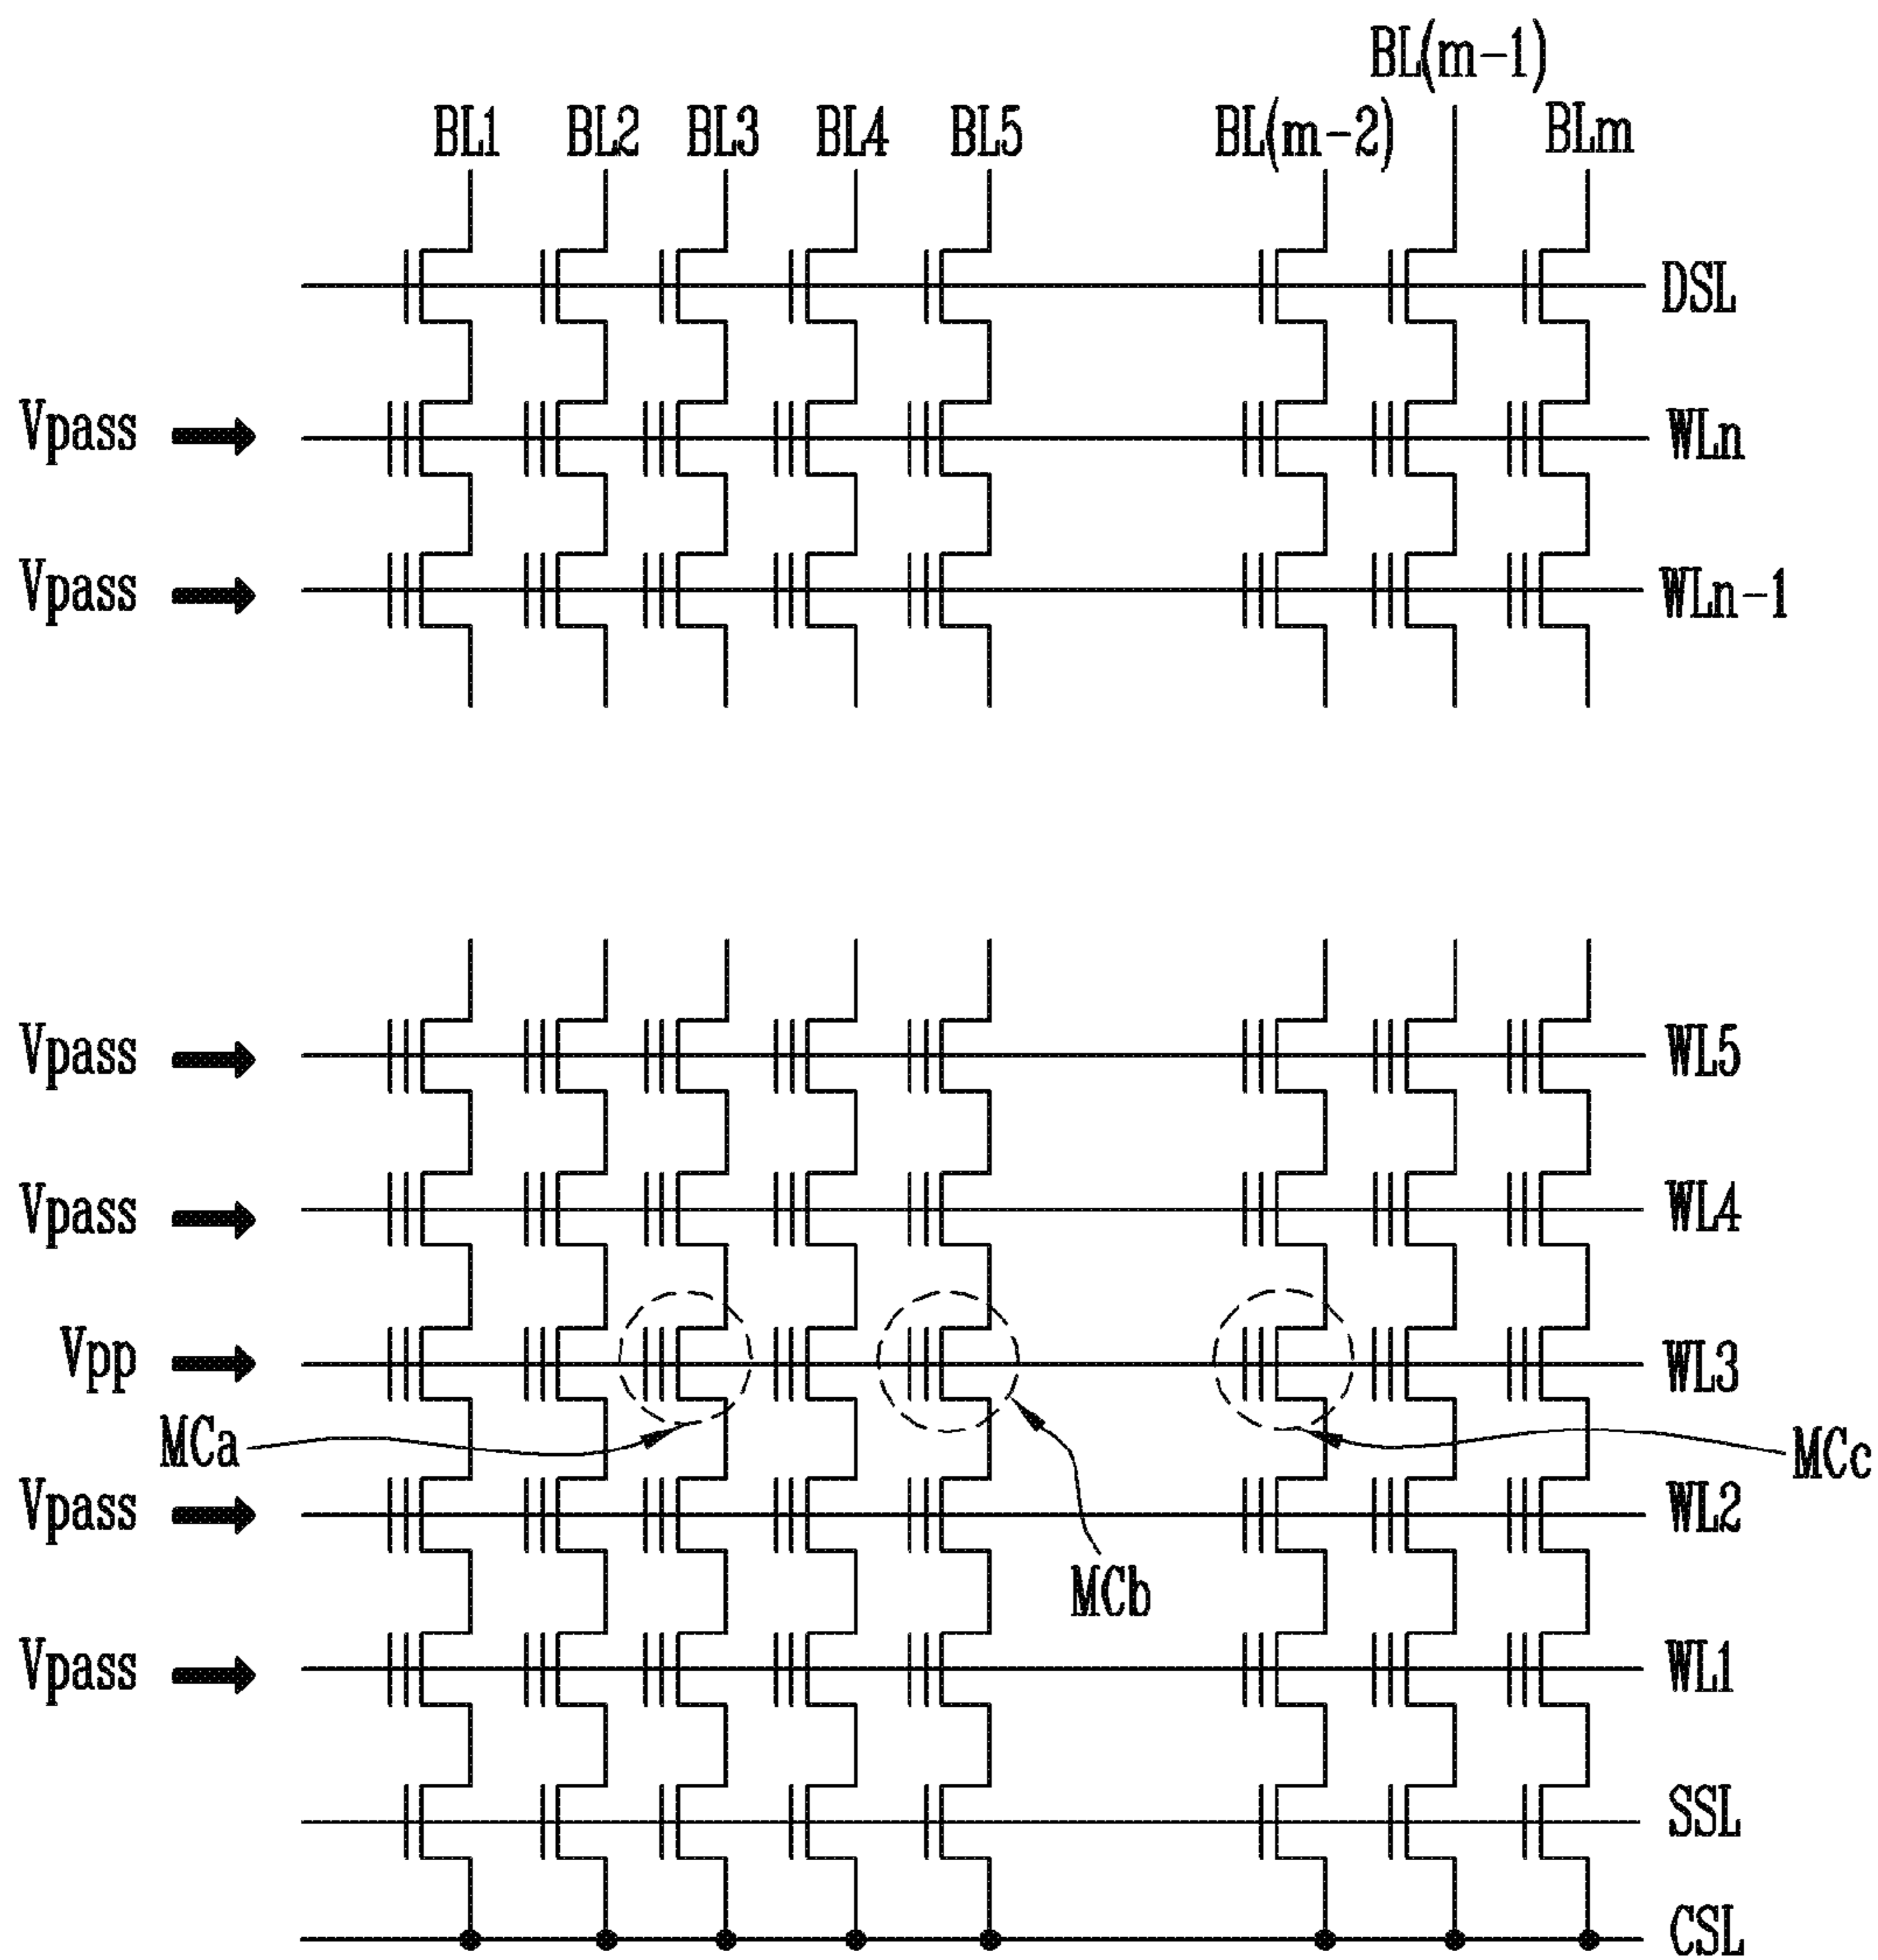 BL(m-1)
BL1 BL2 BL3 BL4 BL5 BL(m-2) BLm
DSL
Vpass WLn
Vpass WLn-1
Vpass WL5
Vpass WL4
Vpp WL3
MCa MCc
Vpass WL2
MCb
Vpass WL1
SSL
CSL